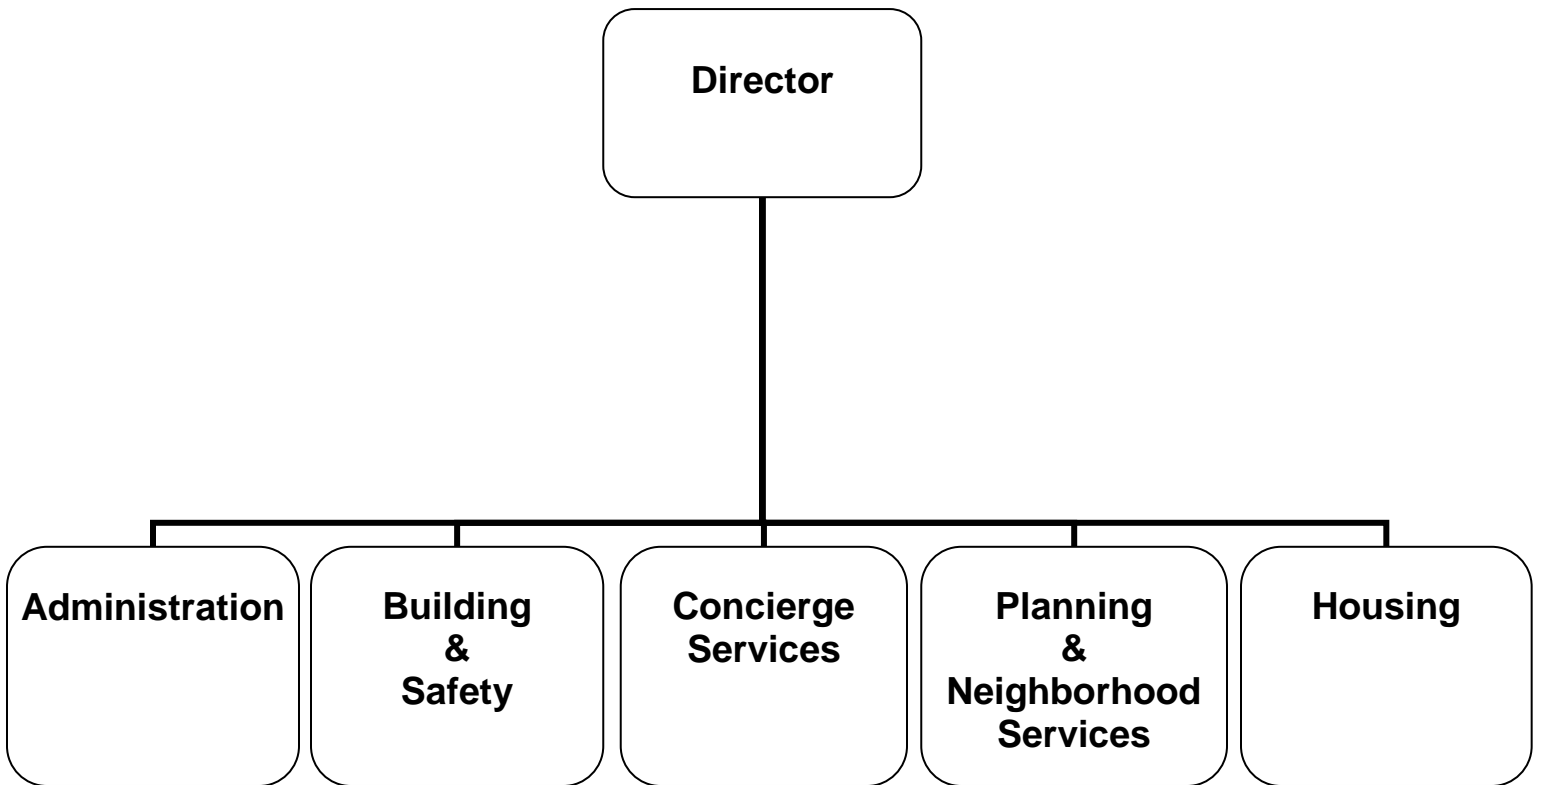 Director
Administration
Building
&
Safety
Concierge
Services
Planning
&
Neighborhood
Services
Housing